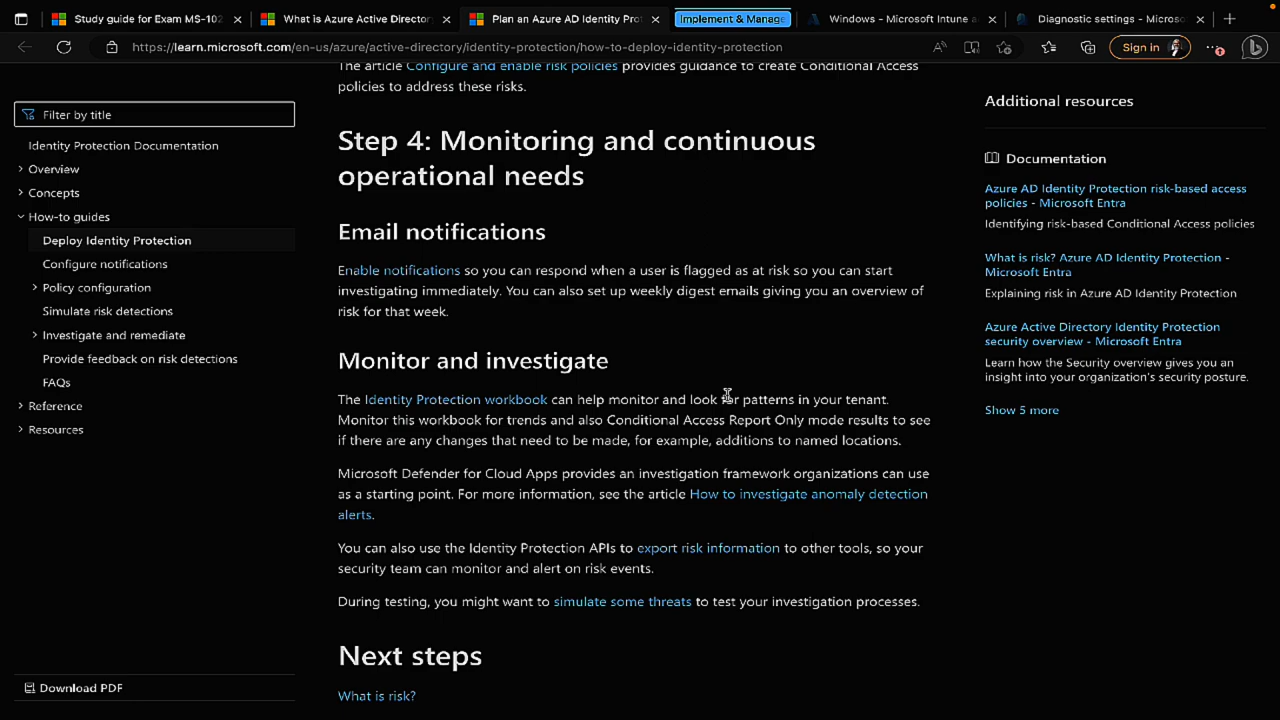 Study guide for Exam MS-102
What is Azure Active Director
Plan an Azure AD Identity Pro
Implement & Manage
Windows - Microsoft Intune
Diagnostic settings - Microso
https://learn.microsoft.com/en-us/azure/active-directory/identity-protection/how-to-deploy-identity-protection
Sign in
Filter by title
Identity Protection Documentation
Overview
Concepts
How-to guides
Deploy Identity Protection
Configure notifications
Policy configuration
Simulate risk detections
Investigate and remediate
Provide feedback on risk detections
FAQs
Reference
Resources
Download PDF
The article Configure and enable risk policies provides guidance to create Conditional Access
policies to address these risks.
Step 4: Monitoring and continuous
operational needs
Email notifications
Enable notifications so you can respond when a user is flagged as at risk so you can start
investigating immediately. You can also set up weekly digest emails giving you an overview of
risk for that week.
Monitor and investigate
The Identity Protection workbook can help monitor and look for patterns in your tenant.
Monitor this workbook for trends and also Conditional Access Report Only mode results to see
if there are any changes that need to be made, for example, additions to named locations.
Microsoft Defender for Cloud Apps provides an investigation framework organizations can use
as a starting point. For more information, see the article How to investigate anomaly detection
alerts.
You can also use the Identity Protection APIs to export risk information to other tools, so your
security team can monitor and alert on risk events.
During testing, you might want to simulate some threats to test your investigation processes.
Next steps
What is risk?
Additional resources
Documentation
Azure AD Identity Protection risk-based access
policies - Microsoft Entra
Identifying risk-based Conditional Access policies
What is risk? Azure AD Identity Protection -
Microsoft Entra
Explaining risk in Azure AD Identity Protection
Azure Active Directory Identity Protection
security overview - Microsoft Entra
Learn how the Security overview gives you an
insight into your organization's security posture.
Show 5 more